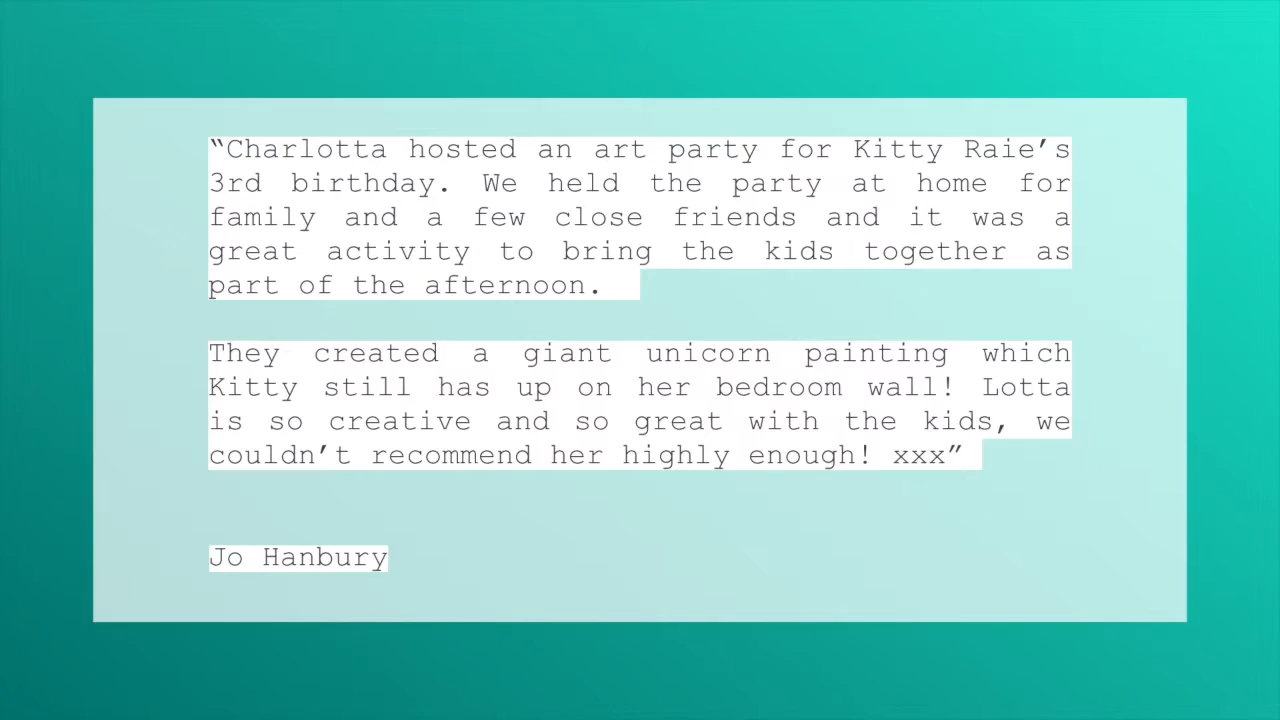 “Charlotta hosted an art party for Kitty Raie’s
3rd birthday. We held the party at home for
family and a few close friends and it was a
great activity to bring the kids together as
part of the afternoon.
They created a giant unicorn painting which
Kitty still has up on her bedroom wall! Lotta
is so creative and so great with the kids, we
couldn’t recommend her highly enough! xxx”
Jo Hanbury